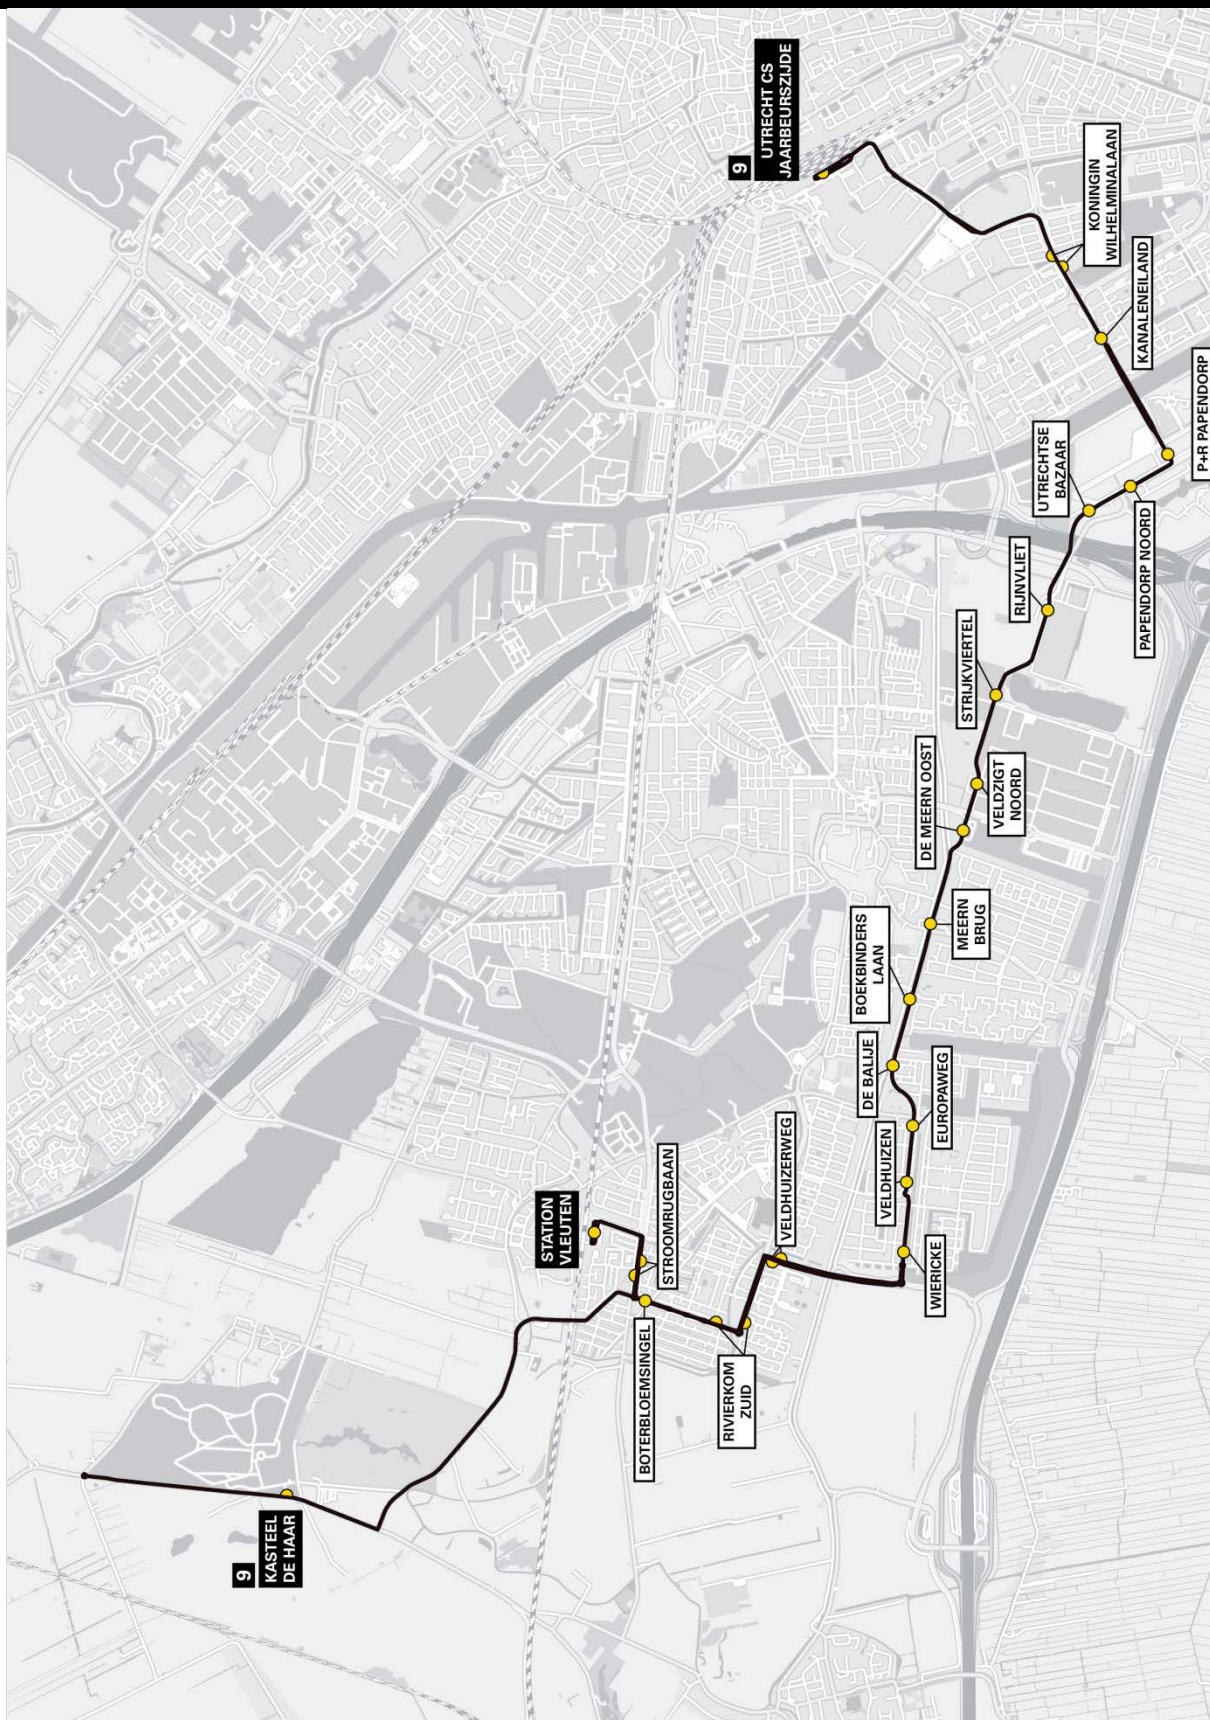 9
UTRECHT CS
JAARBEURSZIJDE
KONINGIN
WILHELMINALAAN
KANALENEILAND
P+R PAPENDORP
PAPENDORP NOORD
UTRECHTSE
BAZAAR
RIJNVLIET
STRIJKVIERTEL
VELDZIGT
NOORD
DE MEERN OOST
MEERN
BRUG
BOEKBINDERS
LAAN
DE BALIJE
EUROPAWEG
VELDHUIZEN
WIERICKE
VELDHUIZERWEG
RIVIERKOM
ZUID
BOTERBLOEMSINGEL
STROOMRUGBAAN
STATION
VLEUTEN
9
KASTEEL
DE HAAR